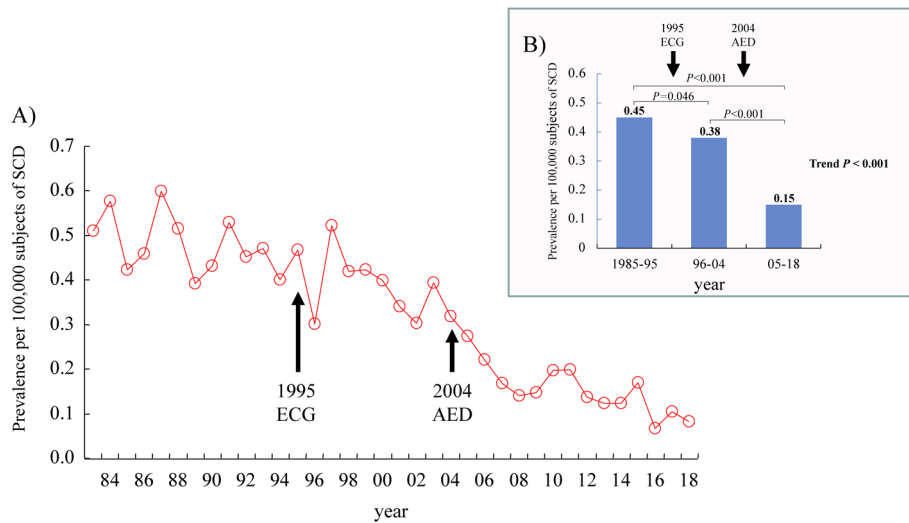 A)
Prevalence per 100,000 subjects of SCD
0.7
0.6
0.5
0.4
0.3
0.2
0.1
0.0
1995
ECG
2004
AED
84 86 88 90 92 94 96 98 00 02 04 06 08 10 12 14 16 18
year
B)
1995
ECG
2004
AED
Prevalence per 100,000 subjects of SCD
0.6
0.5
0.4
0.3
0.2
0.1
0
P<0.001
P=0.046
P<0.001
0.45
0.38
0.15
Trend P < 0.001
1985-95 96-04 05-18
year